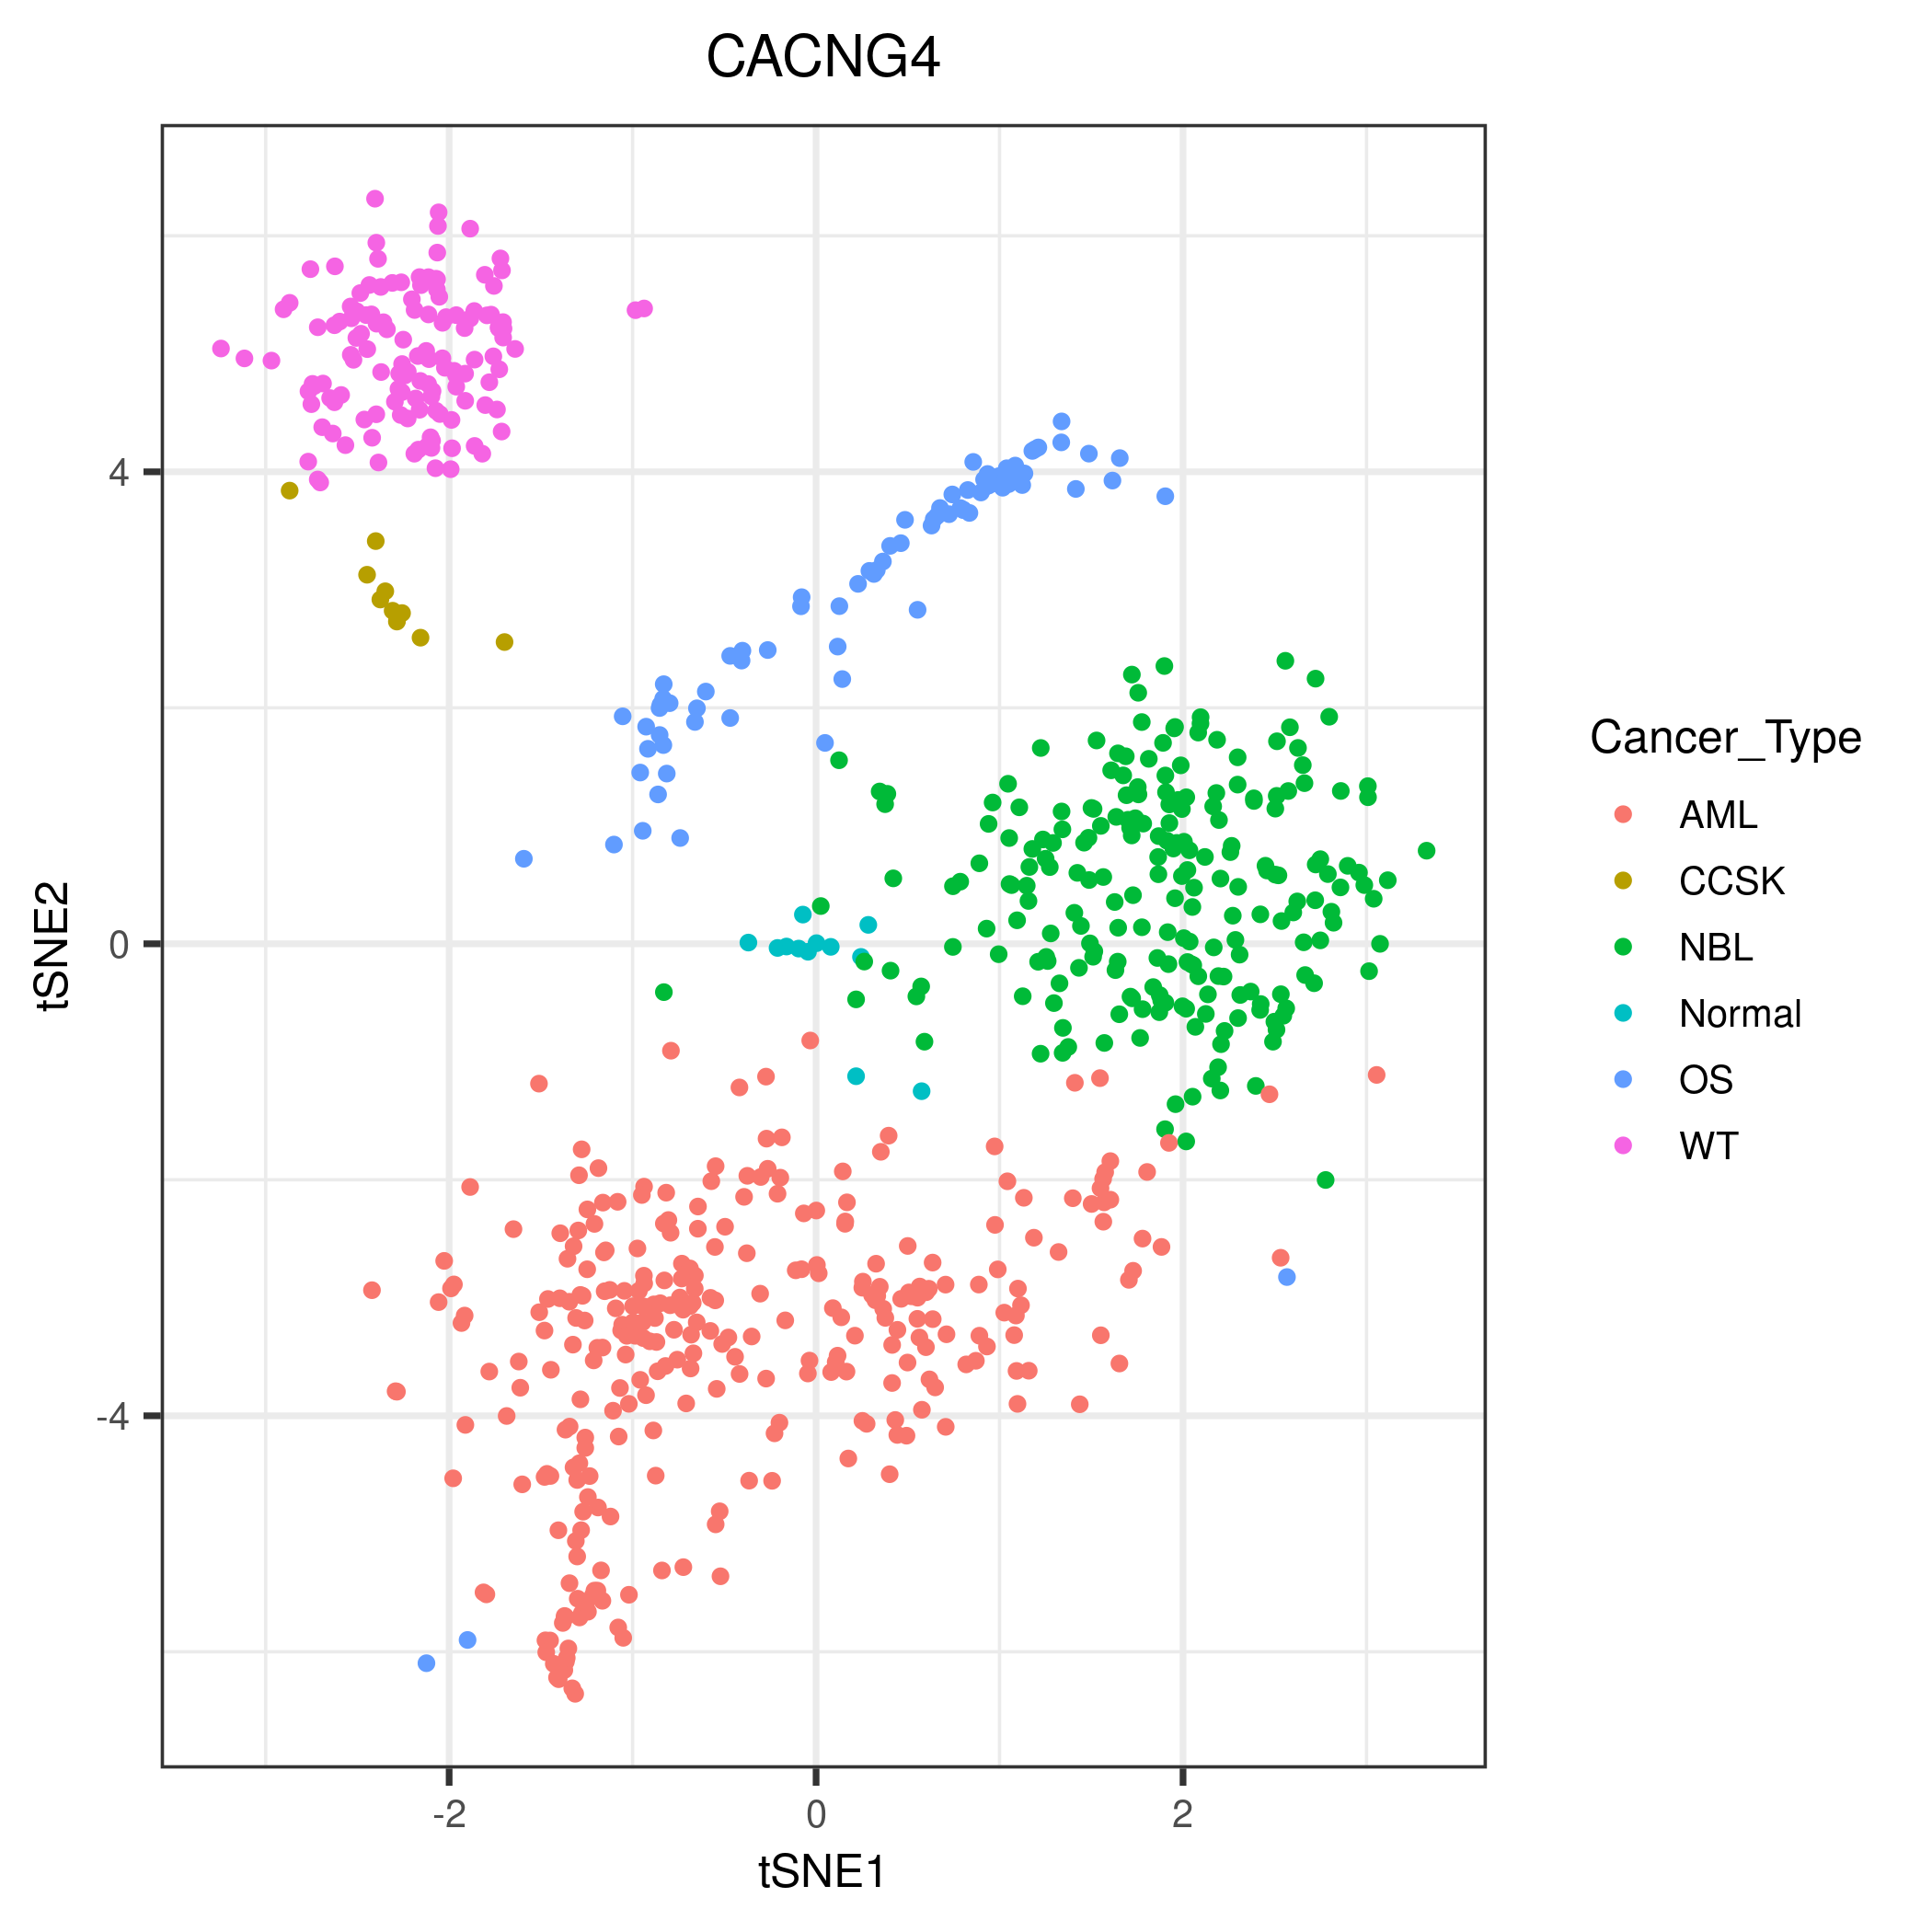 CACNG4
tSNE2
4
0
-4
-2
0
2
tSNE1
Cancer_Type
AML
CCSK
NBL
Normal
OS
WT